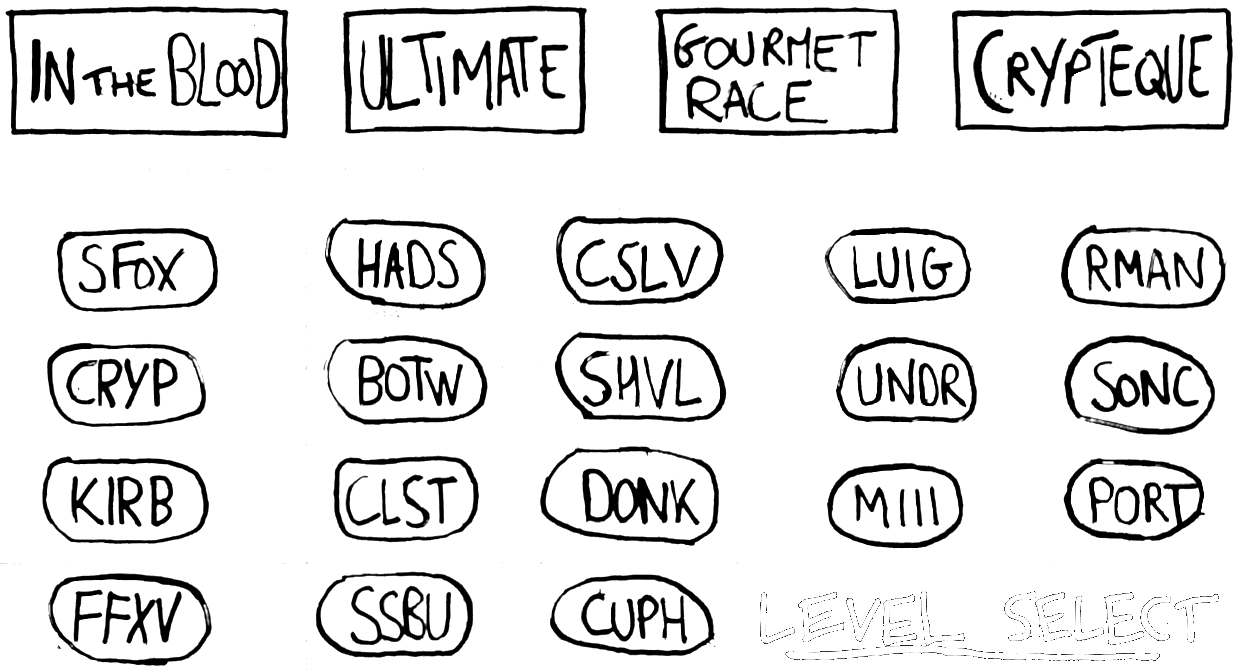 IN THE BLOOD
ULTIMATE
GOURMET
RACE
CRYPTEQUE
SFOX
HADS
CSLV
LUIG
RMAN
CRYP
BOTW
SHVL
UNDR
SONC
KIRB
CLST
DONK
MIII
PORT
FFXV
SSBU
CUPH
LEVEL SELECT